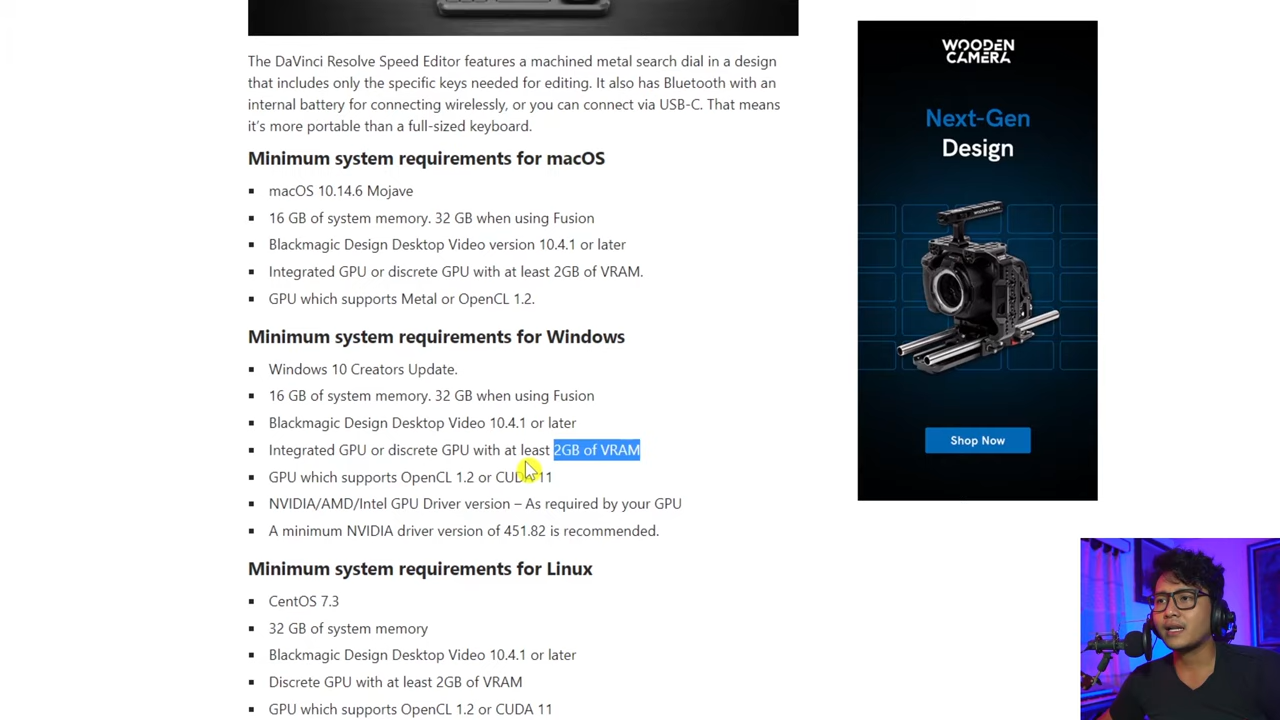 The DaVinci Resolve Speed Editor features a machined metal search dial in a design
that includes only the specific keys needed for editing. It also has Bluetooth with an
internal battery for connecting wirelessly, or you can connect via USB-C. That means
it's more portable than a full-sized keyboard.
Minimum system requirements for macOS
macOS 10.14.6 Mojave
16 GB of system memory. 32 GB when using Fusion
Blackmagic Design Desktop Video version 10.4.1 or later
Integrated GPU or discrete GPU with at least 2GB of VRAM.
GPU which supports Metal or OpenCL 1.2.
Minimum system requirements for Windows
Windows 10 Creators Update.
16 GB of system memory. 32 GB when using Fusion
Blackmagic Design Desktop Video 10.4.1 or later
Integrated GPU or discrete GPU with at least 2GB of VRAM
GPU which supports OpenCL 1.2 or CUDA 11
NVIDIA/AMD/Intel GPU Driver version – As required by your GPU
A minimum NVIDIA driver version of 451.82 is recommended.
Minimum system requirements for Linux
CentOS 7.3
32 GB of system memory
Blackmagic Design Desktop Video 10.4.1 or later
Discrete GPU with at least 2GB of VRAM
GPU which supports OpenCL 1.2 or CUDA 11
WOODEN
CAMERA
Next-Gen
Design
Shop Now